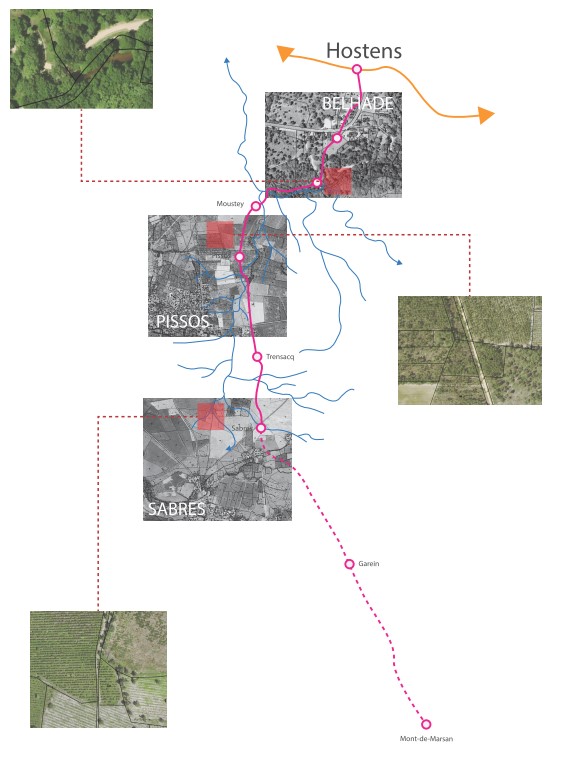 Hostens
BELHADE
Moustey
PISSOS
Trensacq
Sabres
SABRES
Garein
Mont-de-Marsan